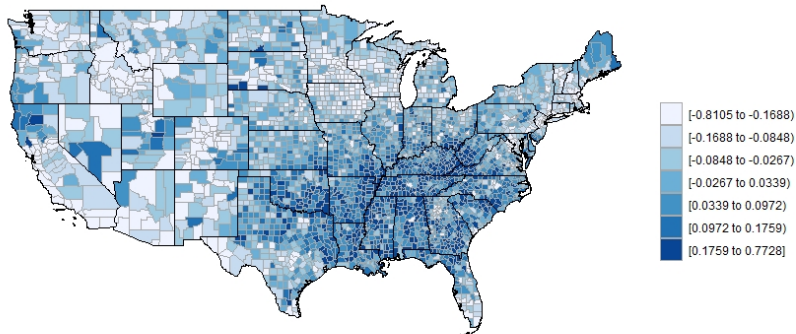 [-0.8105 to -0.1688)
[-0.1688 to -0.0848)
[-0.0848 to -0.0267)
[-0.0267 to 0.0339)
[0.0339 to 0.0972)
[0.0972 to 0.1759)
[0.1759 to 0.7728]